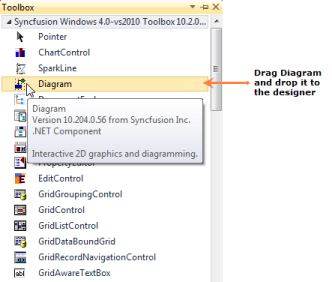 Toolbox
Syncfusion Windows 4.0-vs2010 Toolbox 10.2.0...
Pointer
ChartControl
SparkLine
Diagram
Drag Diagram
and drop it to
the designer
Diagram
Version 10.204.0.56 from Syncfusion Inc.
.NET Component
Interactive 2D graphics and diagramming.
EditControl
GridGroupingControl
GridControl
GridListControl
GridDataBoundGrid
GridRecordNavigationControl
GridAwareTextBox